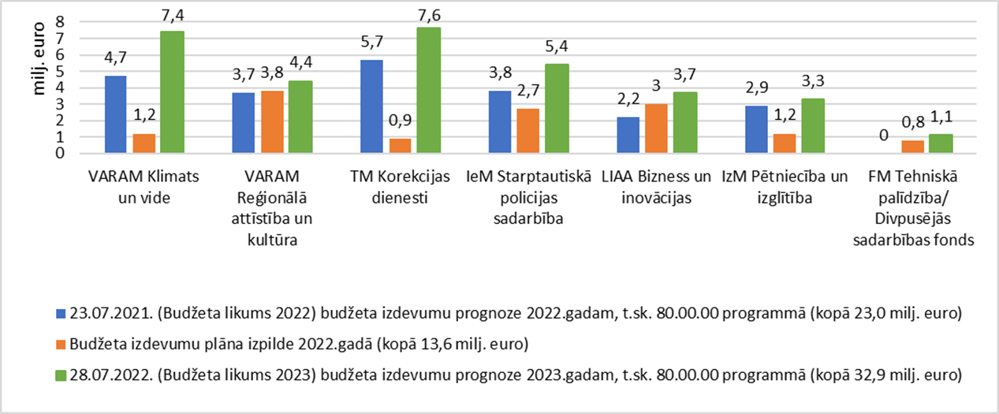 milj. euro
8
7
6
5
4
3
2
1
0
4,7
1,2
7,4
3,7
3,8
4,4
5,7
0,9
7,6
3,8
2,7
5,4
2,2
3
3,7
2,9
1,2
3,3
0
0,8
1,1
VARAM Klimats
un vide
VARAM
Reģionālā
attīstība un
kultūra
TM Korekcijas
dienesti
IeM Starptautiskā
policijas
sadarbība
LIAA Bizness un
inovācijas
IzM Pētniecība un
izglītība
FM Tehniskā
palīdzība/
Divpusējās
sadarbības fonds
23.07.2021. (Budžeta likums 2022) budžeta izdevumu prognoze 2022.gadam, t.sk. 80.00.00 programmā (kopā 23,0 milj. euro)
Budžeta izdevumu plāna izpilde 2022.gadā (kopā 13,6 milj. euro)
28.07.2022. (Budžeta likums 2023) budžeta izdevumu prognoze 2023.gadam, t.sk. 80.00.00 programmā (kopā 32,9 milj. euro)